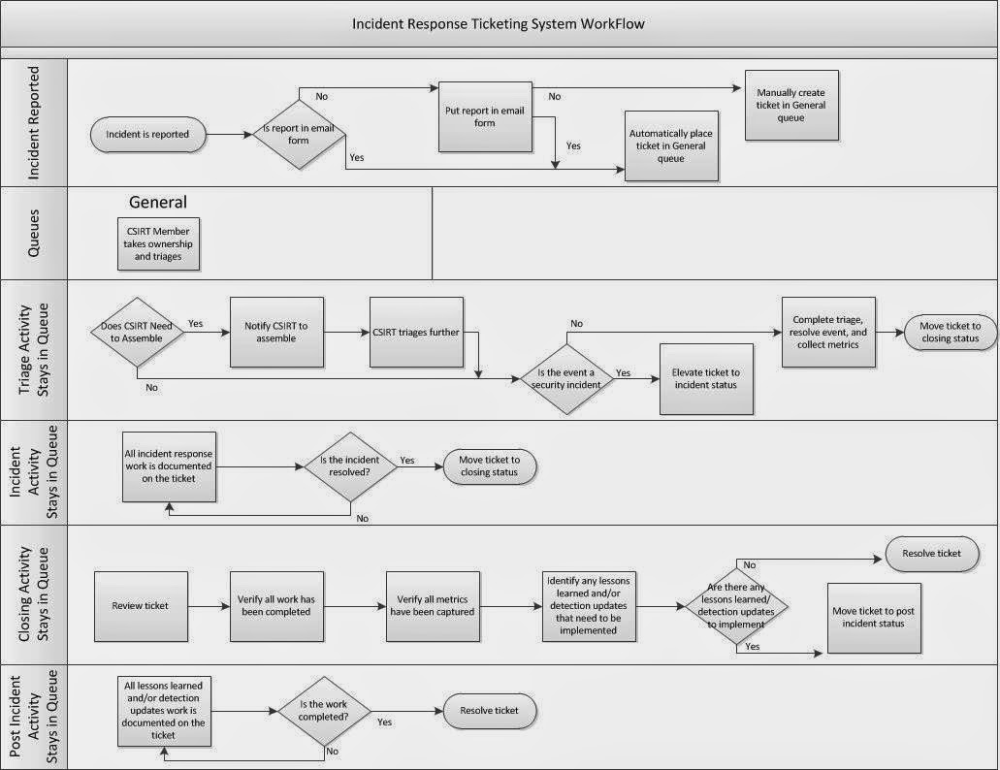 Incident Response Ticketing System WorkFlow
Incident Reported
Incident is reported
Is report in email
form
No
Yes
Put report in email
form
No
Yes
Automatically place
ticket in General
queue
Manually create
ticket in General
queue
Queues
General
CSIRT Member
takes ownership
and triages
Triage Activity
Stays in Queue
Does CSIRT Need
to Assemble
Yes
No
Notify CSIRT to
assemble
CSIRT triages further
Is the event a
security incident
No
Yes
Elevate ticket to
incident status
Complete triage,
resolve event, and
collect metrics
Move ticket to
closing status
Incident
Activity
Stays in Queue
All incident response
work is documented
on the ticket
Is the incident
resolved?
Yes
No
Move ticket to
closing status
Closing Activity
Stays in Queue
Review ticket
Verify all work has
been completed
Verify all metrics
have been captured
Identify any lessons
learned and/or
detection updates
that need to be
implemented
Are there any
lessons learned/
detection updates
to implement
No
Yes
Resolve ticket
Move ticket to post
incident status
Post Incident
Activity
Stays in Queue
All lessons learned
and/or detection
updates work is
documented on the
ticket
Is the work
completed?
Yes
No
Resolve ticket